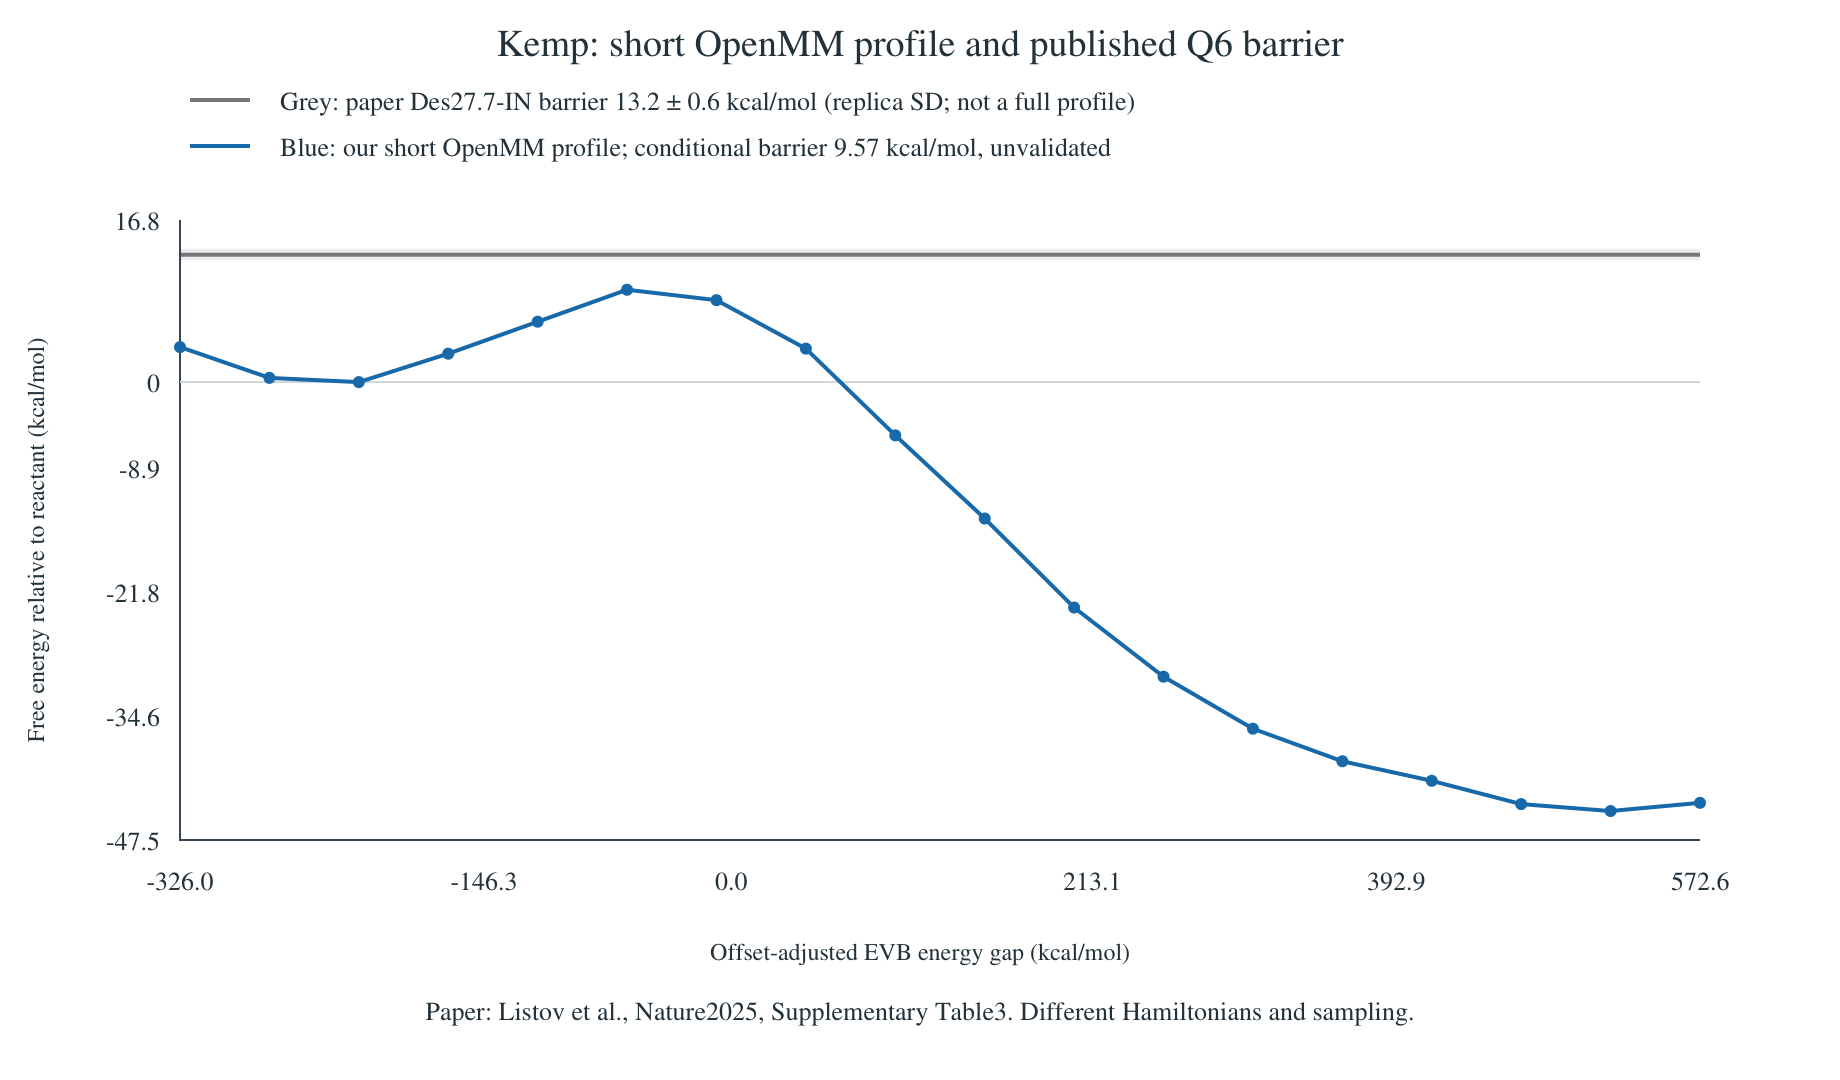 Kemp: short OpenMM profile and published Q6 barrier
Grey: paper Des27.7-IN barrier 13.2 ± 0.6 kcal/mol (replica SD; not a full profile)
Blue: our short OpenMM profile; conditional barrier 9.57 kcal/mol, unvalidated
16.8
0
-8.9
-21.8
-34.6
-47.5
Free energy relative to reactant (kcal/mol)
-326.0 -146.3 0.0 213.1 392.9 572.6
Offset-adjusted EVB energy gap (kcal/mol)
Paper: Listov et al., Nature2025, Supplementary Table3. Different Hamiltonians and sampling.